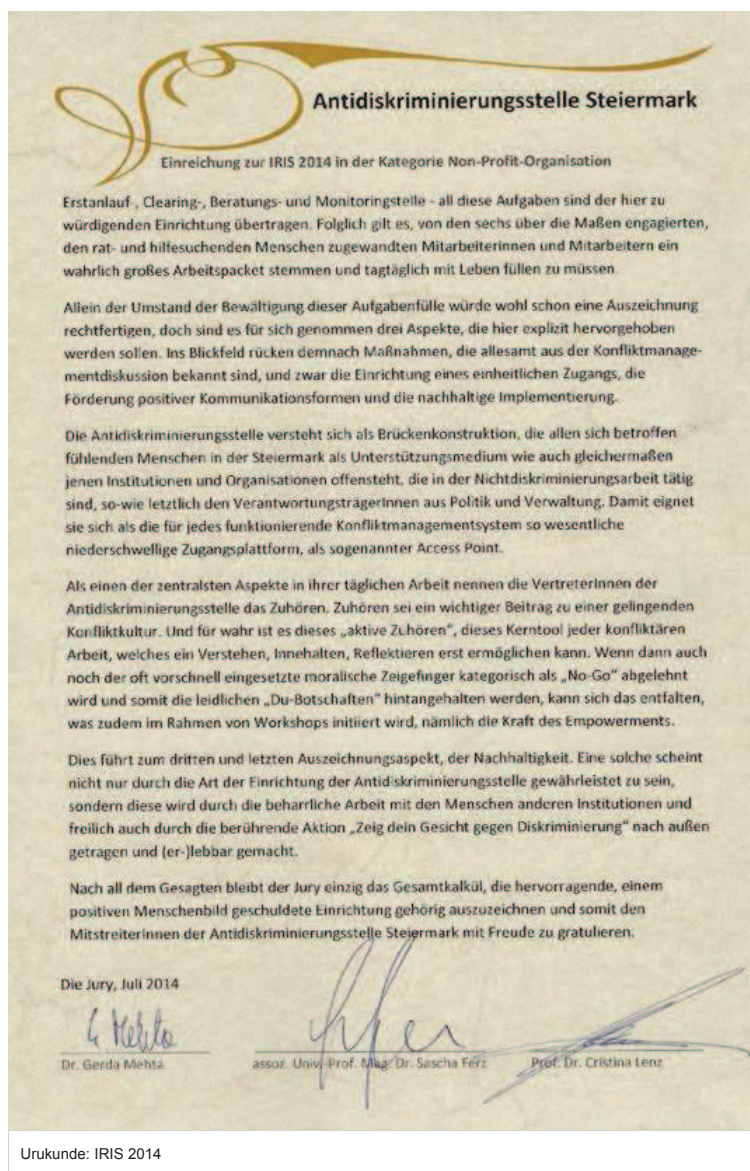 Antidiskriminierungsstelle Steiermark
Einreichung zur IRIS 2014 in der Kategorie Non-Profit-Organisation
Erstanlauf-, Clearing-, Beratungs- und Monitoringstelle - all diese Aufgaben sind der hier zu
würdigenden Einrichtung übertragen. Folglich gilt es, von den sechs über die Maßen engagierten,
den rat- und hilfesuchenden Menschen zugewandten Mitarbeiterinnen und Mitarbeitern ein
wahrlich großes Arbeitspacket stemmen und tagtäglich mit Leben füllen zu müssen.
Allein der Umstand der Bewältigung dieser Aufgabenfülle würde wohl schon eine Auszeichnung
rechtfertigen, doch sind es für sich genommen drei Aspekte, die hier explizit hervorgehoben
werden sollen. Ins Blickfeld rücken demnach Maßnahmen, die allesamt aus der Konfliktmanage-
mentdiskussion bekannt sind, und zwar die Einrichtung eines einheitlichen Zugangs, die
Förderung positiver Kommunikationsformen und die nachhaltige Implementierung.
Die Antidiskriminierungsstelle versteht sich als Brückenkonstruktion, die allen sich betroffen
fühlenden Menschen in der Steiermark als Unterstützungsmedium wie auch gleichermaßen
jenen Institutionen und Organisationen offensteht, die in der Nichtdiskriminierungsarbeit tätig
sind, so-wie letztlich den VerantwortungsträgerInnen aus Politik und Verwaltung. Damit eignet
sie sich als die für jedes funktionierende Konfliktmanagementsystem so wesentliche
niederschwellige Zugangsplattform, als sogenannter Access Point.
Als einen der zentralsten Aspekte in ihrer täglichen Arbeit nennen die VertreterInnen der
Antidiskriminierungsstelle das Zuhören. Zuhören sei ein wichtiger Beitrag zu einer gelingenden
Konfliktkultur. Und für wahr ist es dieses „aktive Zuhören“, dieses Kerntool jeder konfliktären
Arbeit, welches ein Verstehen, Innehalten, Reflektieren erst ermöglichen kann. Wenn dann auch
noch der oft vorschnell eingesetzte moralische Zeigefinger kategorisch als „No-Go“ abgelehnt
wird und somit die leidlichen „Du-Botschaften“ hintangehalten werden, kann sich das entfalten,
was zudem im Rahmen von Workshops initiiert wird, nämlich die Kraft des Empowerments.
Dies führt zum dritten und letzten Auszeichnungsaspekt, der Nachhaltigkeit. Eine solche scheint
nicht nur durch die Art der Einrichtung der Antidiskriminierungsstelle gewährleistet zu sein,
sondern diese wird durch die beharrliche Arbeit mit den Menschen anderen Institutionen und
freilich auch durch die berührende Aktion „Zeig dein Gesicht gegen Diskriminierung“ nach außen
getragen und (er-)lebbar gemacht.
Nach all dem Gesagten bleibt der Jury einzig das Gesamtkalkül, die hervorragende, einem
positiven Menschenbild geschuldete Einrichtung gehörig auszuzeichnen und somit den
MitstreiterInnen der Antidiskriminierungsstelle Steiermark mit Freude zu gratulieren.
Die Jury, Juli 2014
G Mehta
Dr. Gerda Mehta assoz. Univ.-Prof. Mag. Dr. Sascha Ferz Prof. Dr. Cristina Lenz
Urukunde: IRIS 2014